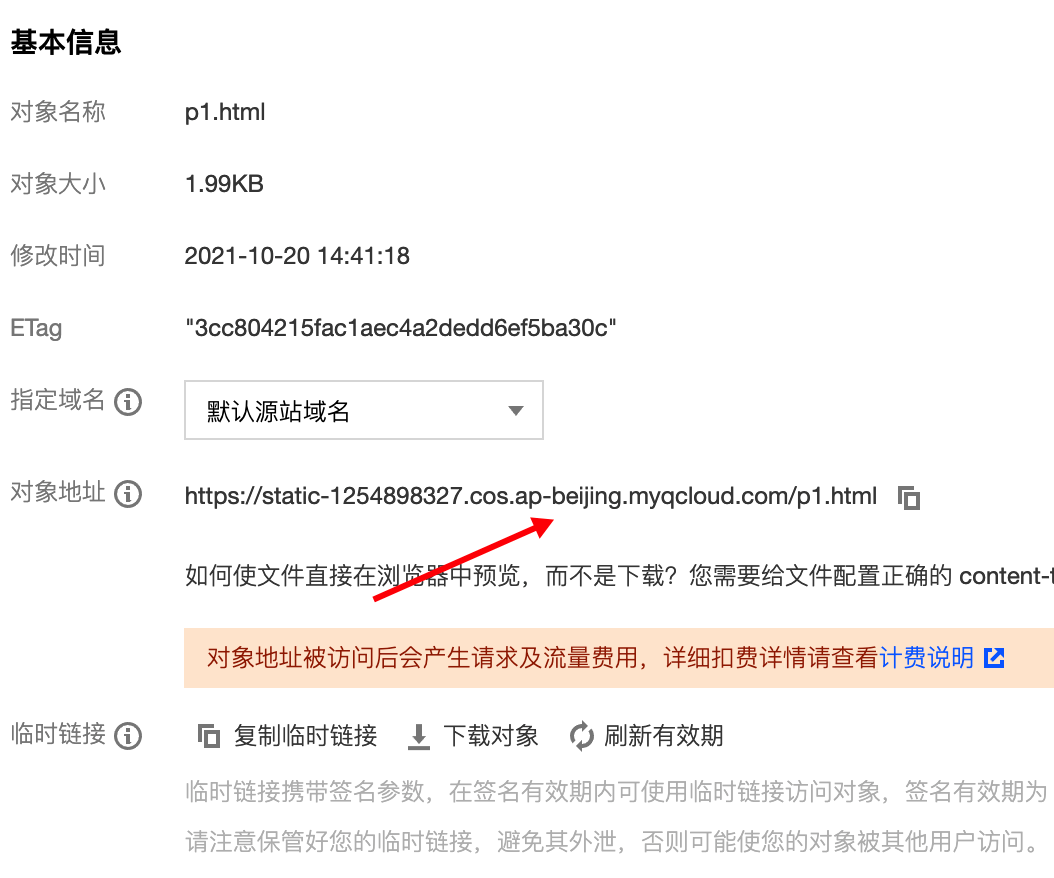 基本信息
对象名称 p1.html
对象大小 1.99KB
修改时间 2021-10-20 14:41:18
ETag "3cc804215fac1aec4a2dedd6ef5ba30c"
指定域名 默认源站域名
对象地址 https://static-1254898327.cos.ap-beijing.myqcloud.com/p1.html
如何使文件直接在浏览器中预览，而不是下载？您需要给文件配置正确的 content-t
对象地址被访问后会产生请求及流量费用，详细扣费详情请查看计费说明
临时链接 复制临时链接 下载对象 刷新有效期
临时链接携带签名参数，在签名有效期内可使用临时链接访问对象，签名有效期为
请注意保管好您的临时链接，避免其外泄，否则可能使您的对象被其他用户访问。